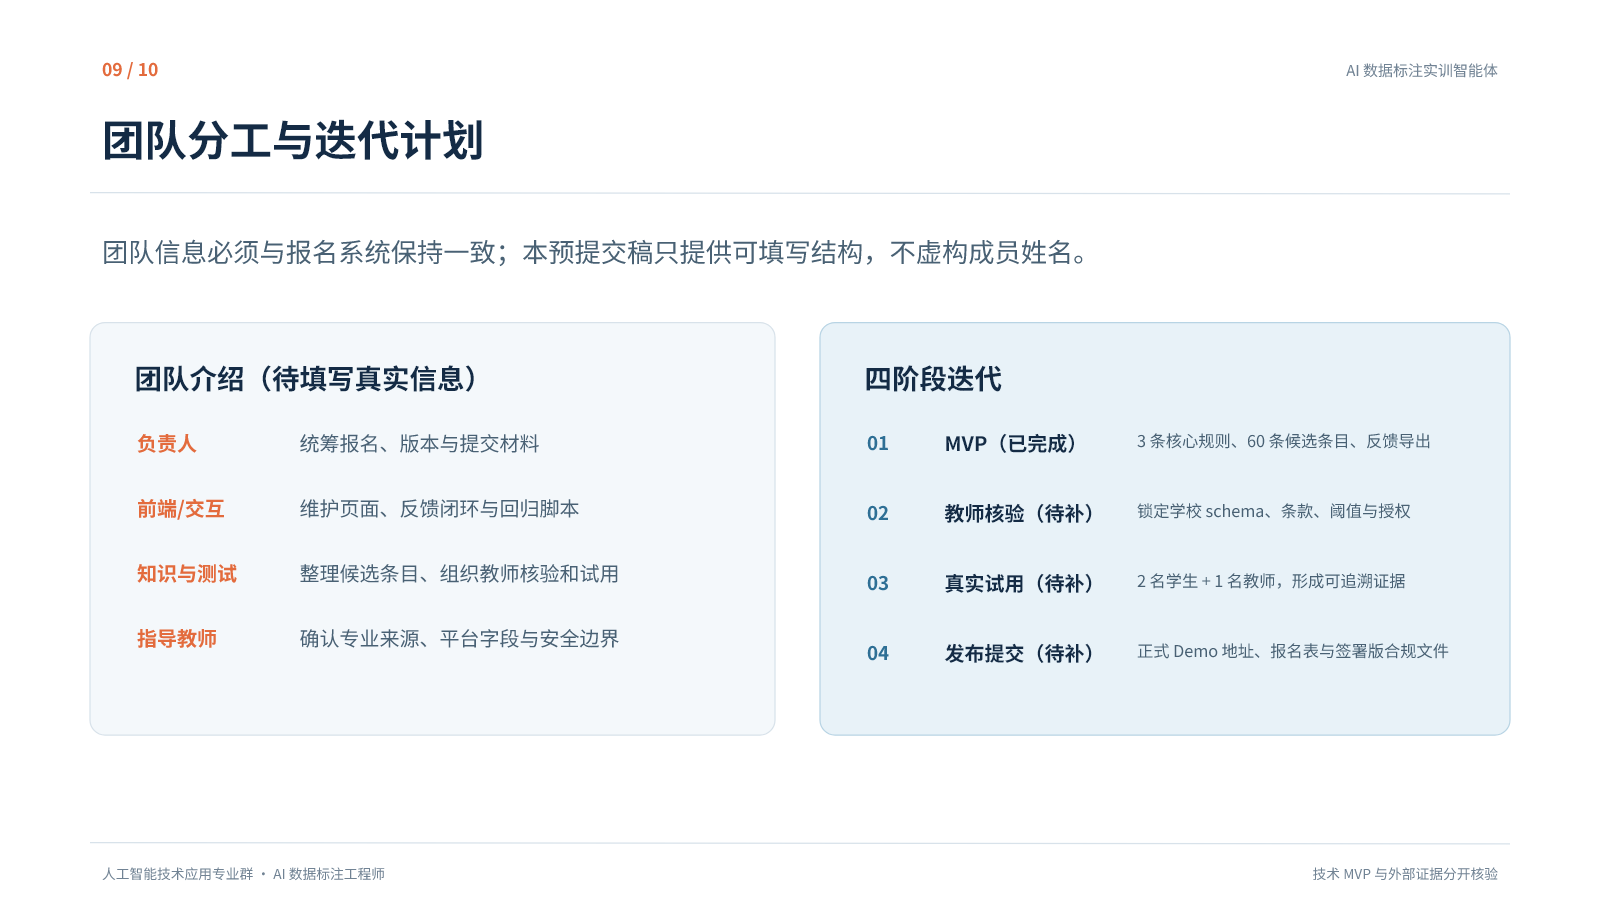 09 / 10
AI 数据标注实训智能体
团队分工与迭代计划
团队信息必须与报名系统保持一致；本预提交稿只提供可填写结构，不虚构成员姓名。
团队介绍（待填写真实信息）
负责人 统筹报名、版本与提交材料
前端/交互 维护页面、反馈闭环与回归脚本
知识与测试 整理候选条目、组织教师核验和试用
指导教师 确认专业来源、平台字段与安全边界
四阶段迭代
01 MVP（已完成） 3 条核心规则、60 条候选条目、反馈导出
02 教师核验（待补） 锁定学校 schema、条款、阈值与授权
03 真实试用（待补） 2 名学生 + 1 名教师，形成可追溯证据
04 发布提交（待补） 正式 Demo 地址、报名表与签署版合规文件
人工智能技术应用专业群 · AI 数据标注工程师
技术 MVP 与外部证据分开核验